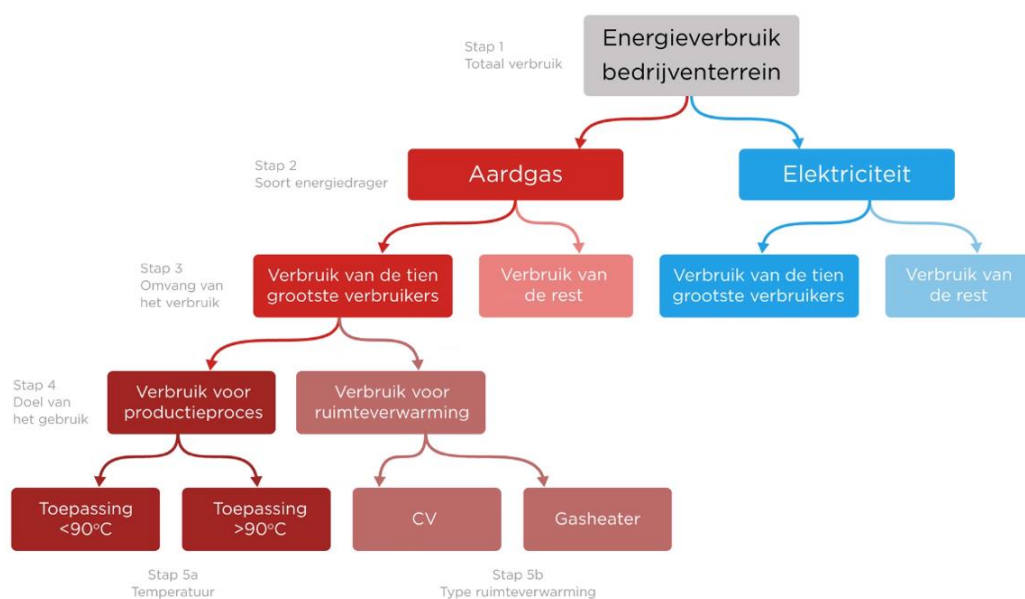 Stap 1
Totaal verbruik
Energieverbruik
bedrijventerrein
Stap 2
Soort energiedrager
Aardgas
Elektriciteit
Stap 3
Omvang van
het verbruik
Verbruik van de tien
grootste verbruikers
Verbruik van
de rest
Verbruik van de tien
grootste verbruikers
Verbruik van
de rest
Stap 4
Doel van
het gebruik
Verbruik voor
productieproces
Verbruik voor
ruimteverwarming
Toepassing
<90°C
Toepassing
>90°C
CV
Gasheater
Stap 5a
Temperatuur
Stap 5b
Type ruimteverwarming